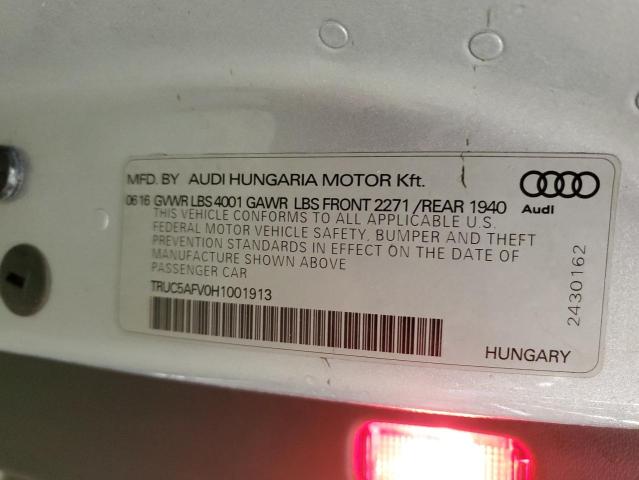 MFD. BY AUDI HUNGARIA MOTOR Kft.
0616 GVWR LBS 4001 GAWR LBS FRONT 2271 /REAR 1940
THIS VEHICLE CONFORMS TO ALL APPLICABLE U.S.
FEDERAL MOTOR VEHICLE SAFETY, BUMPER AND THEFT
PREVENTION STANDARDS IN EFFECT ON THE DATE OF
MANUFACTURE SHOWN ABOVE
PASSENGER CAR
TRUC5AFV0H1001913
Audi
2430162
HUNGARY